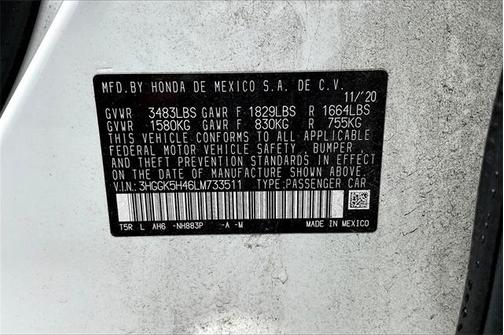 MFD. BY HONDA DE MEXICO S.A. DE C.V.
11/'20
GVWR 3483LBS GAWR F 1829LBS R 1664LBS
GVWR 1580KG GAWR F 830KG R 755KG
THIS VEHICLE CONFORMS TO ALL APPLICABLE
FEDERAL MOTOR VEHICLE SAFETY, BUMPER,
AND THEFT PREVENTION STANDARDS IN
EFFECT ON THE DATE OF MANUFACTURE
SHOWN ABOVE.
V.I.N.: 3HGGK5H46LM733511 TYPE: PASSENGER CAR
T5R L AH6 -NH883P -A -M MADE IN MEXICO